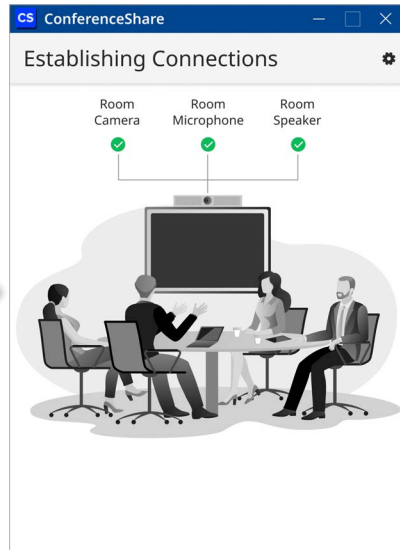 CS ConferenceShare
Establishing Connections
Room Camera
Room Microphone
Room Speaker